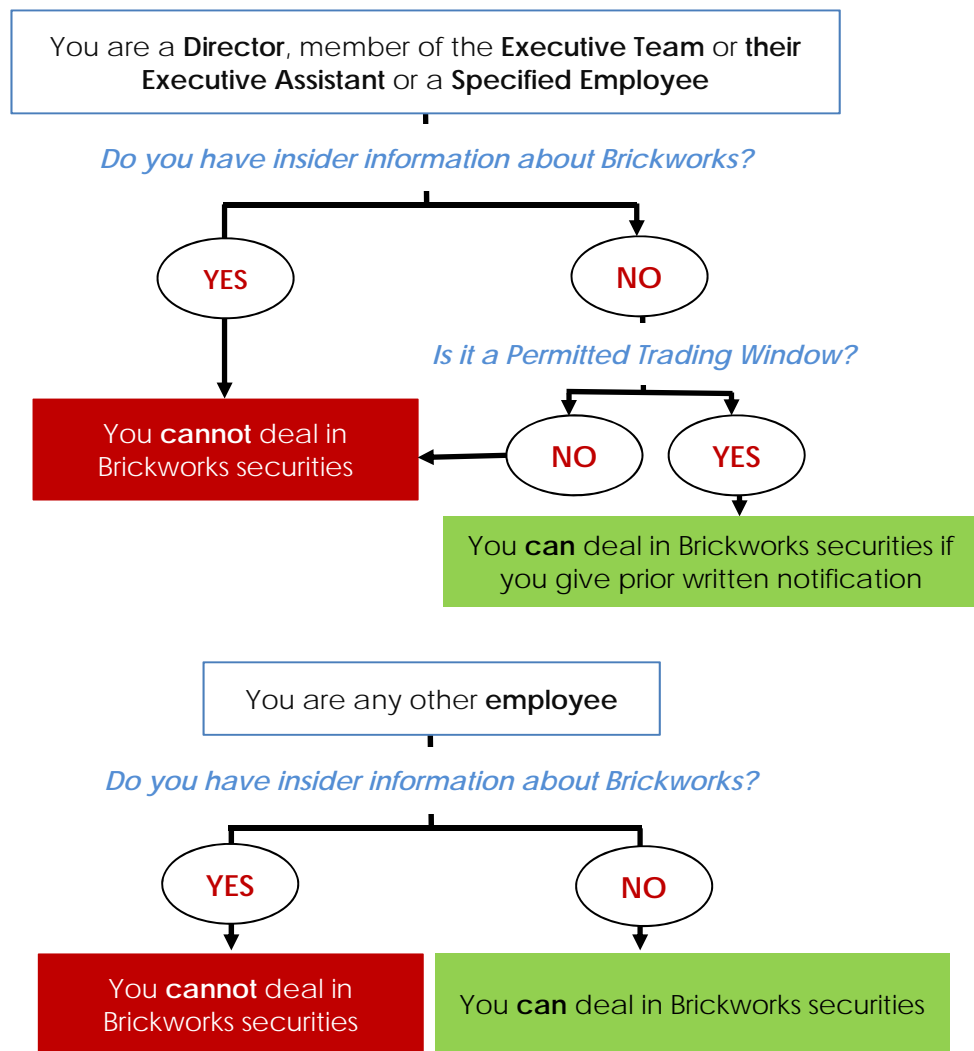 You are a Director, member of the Executive Team or their
Executive Assistant or a Specified Employee
Do you have insider information about Brickworks?
YES
NO
Is it a Permitted Trading Window?
You cannot deal in
Brickworks securities
NO
YES
You can deal in Brickworks securities if
you give prior written notification
You are any other employee
Do you have insider information about Brickworks?
YES
NO
You cannot deal in
Brickworks securities
You can deal in Brickworks securities